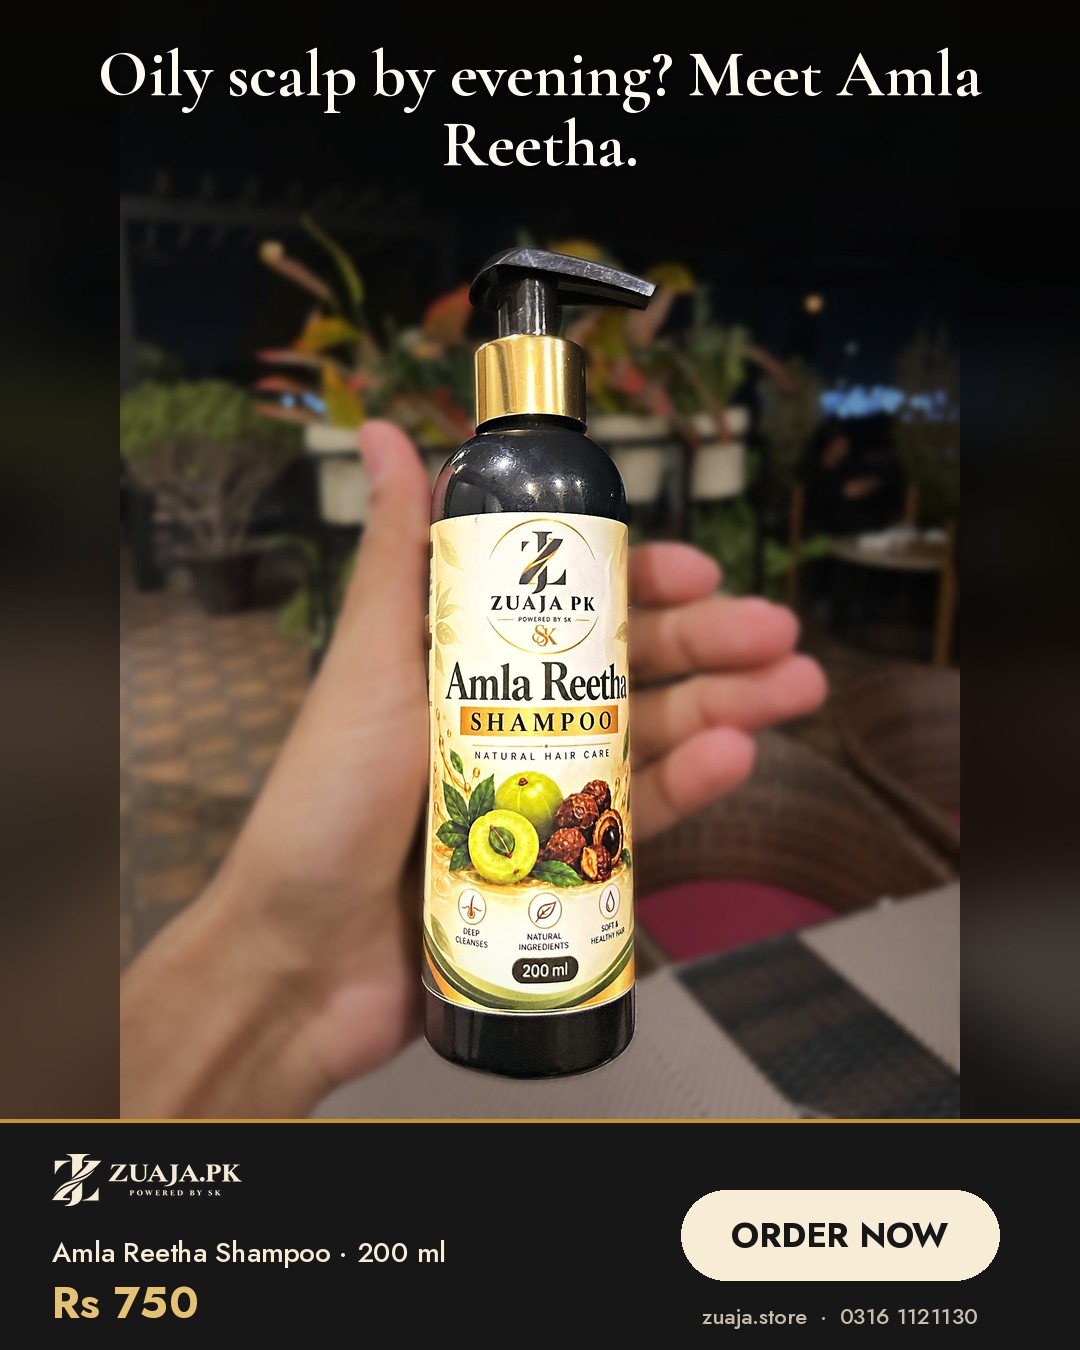 Oily scalp by evening? Meet Amla
Reetha.
ZUAJA PK
POWERED BY SK
SK
Amla Reetha
SHAMPOO
NATURAL HAIR CARE
DEEP
CLEANSES
NATURAL
INGREDIENTS
SOFT &
HEALTHY HAIR
200 ml
ZUAJA.PK
POWERED BY SK
Amla Reetha Shampoo · 200 ml
Rs 750
ORDER NOW
zuaja.store · 0316 1121130